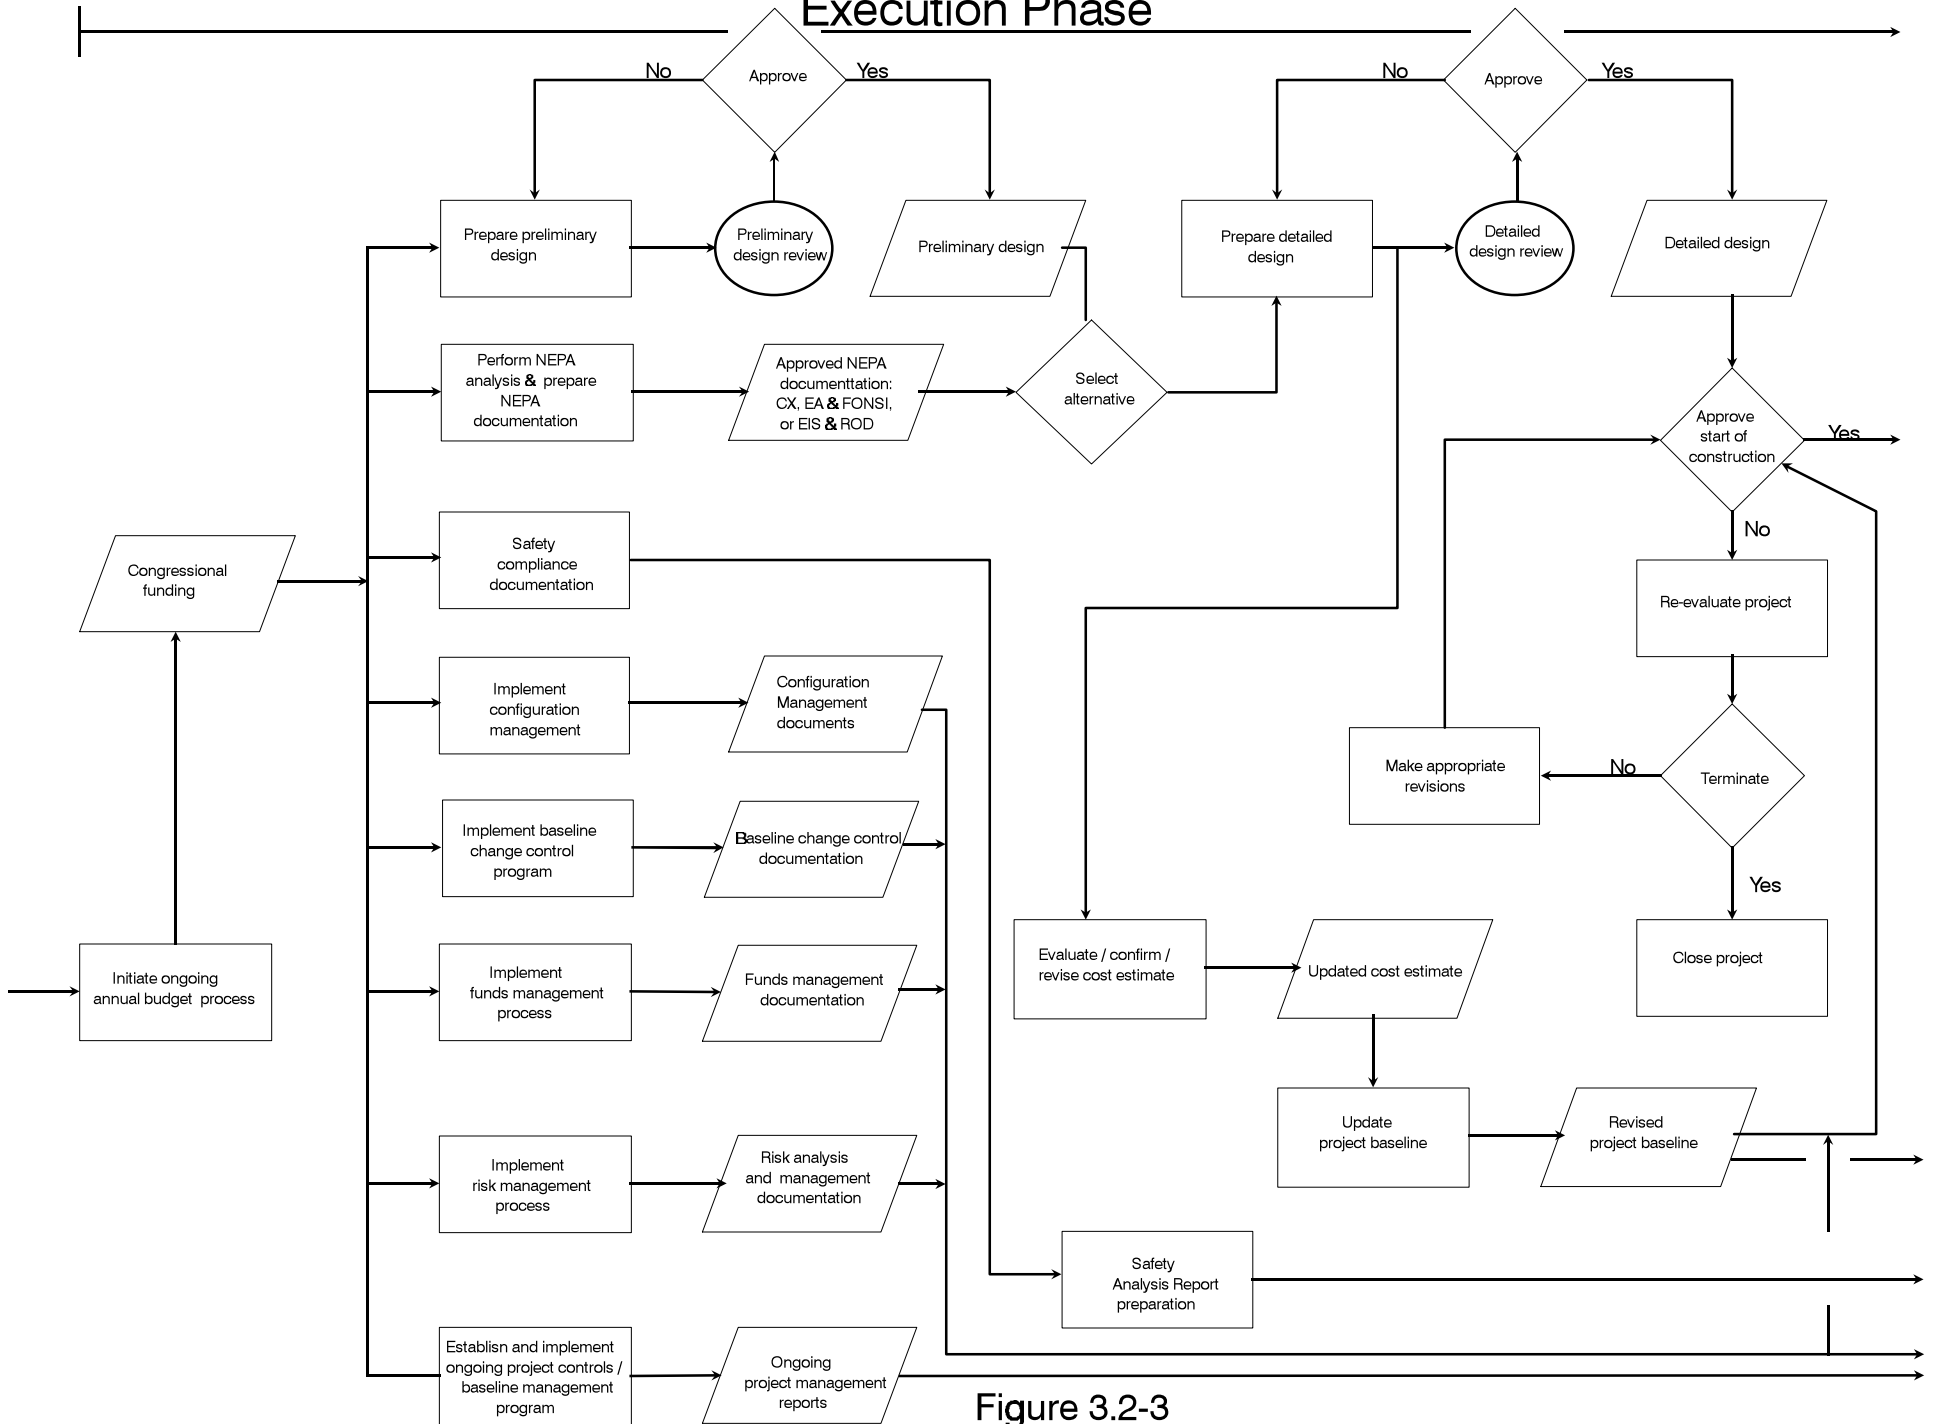 Execution Phase
No
Approve
Yes
No
Approve
Yes
Prepare preliminary
design
Preliminary
design review
Preliminary design
Prepare detailed
design
Detailed
design review
Detailed design
Perform NEPA
analysis & prepare
NEPA
documentation
Approved NEPA
documenttation:
CX, EA & FONSI,
or EIS & ROD
Select
alternative
Approve
start of
construction
Yes
No
Safety
compliance
documentation
Congressional
funding
Re-evaluate project
Implement
configuration
management
Configuration
Management
documents
Make appropriate
revisions
No
Terminate
Implement baseline
change control
program
Baseline change control
documentation
Yes
Initiate ongoing
annual budget process
Implement
funds management
process
Funds management
documentation
Evaluate / confirm /
revise cost estimate
Updated cost estimate
Close project
Update
project baseline
Revised
project baseline
Implement
risk management
process
Risk analysis
and management
documentation
Safety
Analysis Report
preparation
Establisn and implement
ongoing project controls /
baseline management
program
Ongoing
project management
reports
Figure 3.2-3